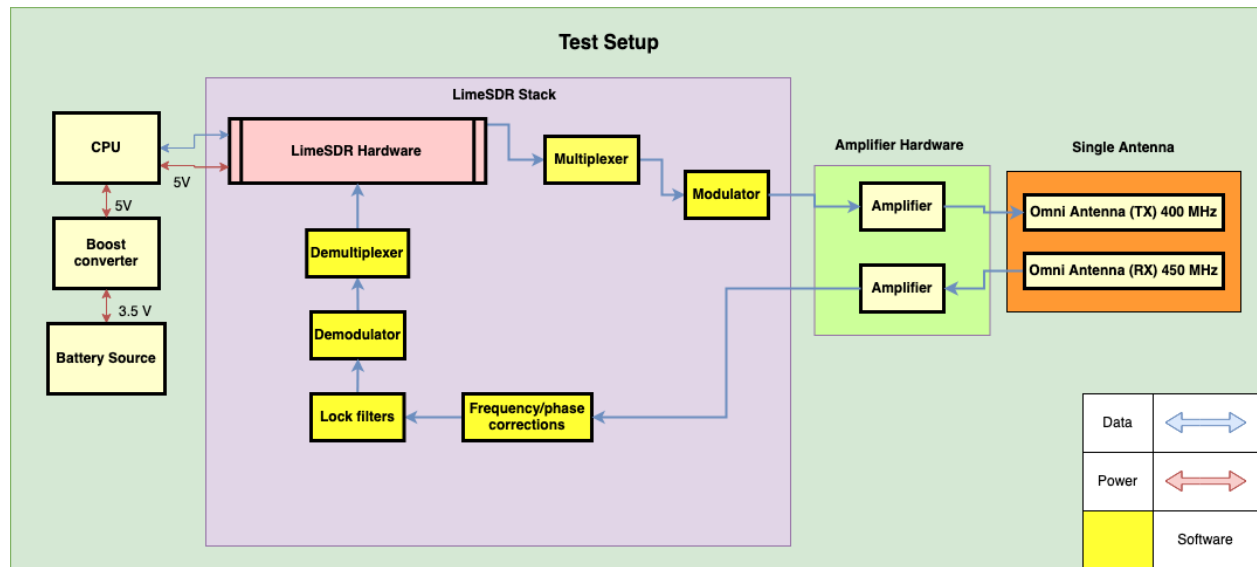 Test Setup
LimeSDR Stack
CPU
LimeSDR Hardware
Multiplexer
Modulator
Amplifier Hardware
Single Antenna
Amplifier
Omni Antenna (TX) 400 MHz
5V
5V
Boost
converter
Demultiplexer
Amplifier
Omni Antenna (RX) 450 MHz
3.5 V
Battery Source
Demodulator
Lock filters
Frequency/phase
corrections
Data
Power
Software